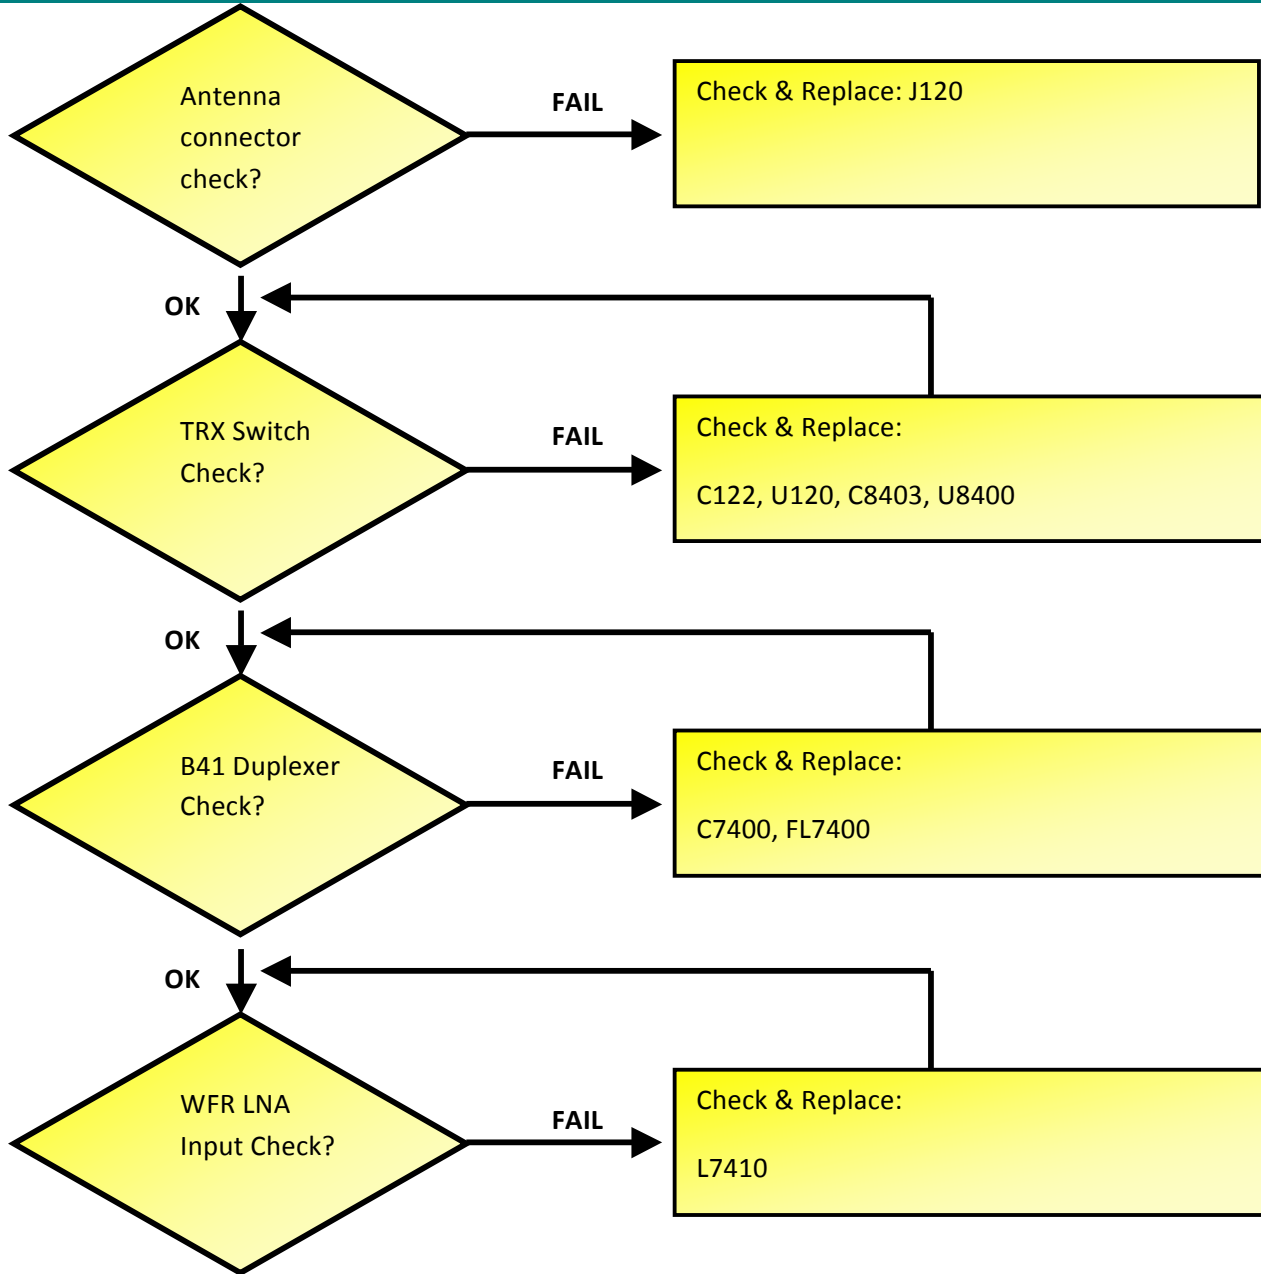 Antenna
connector
check?
FAIL
Check & Replace: J120
OK
TRX Switch
Check?
FAIL
Check & Replace:
C122, U120, C8403, U8400
OK
B41 Duplexer
Check?
FAIL
Check & Replace:
C7400, FL7400
OK
WFR LNA
Input Check?
FAIL
Check & Replace:
L7410